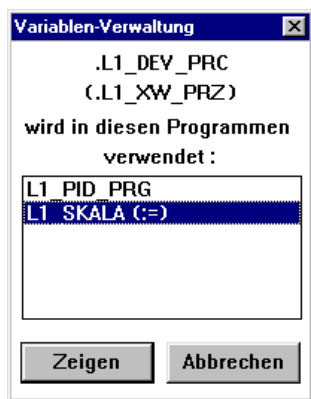 Variablen-Verwaltung
.L1_DEV_PRC
(.L1_XW_PRZ)
wird in diesen Programmen
verwendet :
L1_PID_PRG
L1_SKALA (:=)
Zeigen
Abbrechen